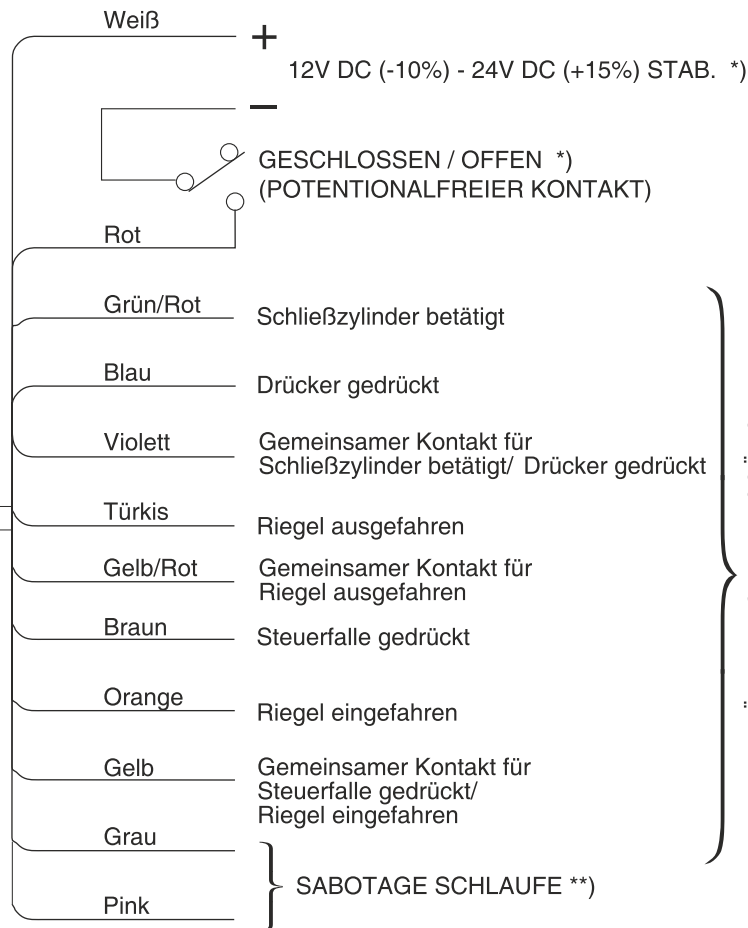 Weiß
+
12V DC (-10%) - 24V DC (+15%) STAB. *)
−
GESCHLOSSEN / OFFEN *)
(POTENTIONALFREIER KONTAKT)
Rot
Grün/Rot
Schließzylinder betätigt
Blau
Drücker gedrückt
Violett
Gemeinsamer Kontakt für
Schließzylinder betätigt/ Drücker gedrückt
Türkis
Riegel ausgefahren
Gelb/Rot
Gemeinsamer Kontakt für
Riegel ausgefahren
Braun
Steuerfalle gedrückt
Orange
Riegel eingefahren
Gelb
Gemeinsamer Kontakt für
Steuerfalle gedrückt/
Riegel eingefahren
Grau
SABOTAGE SCHLAUFE **)
Pink